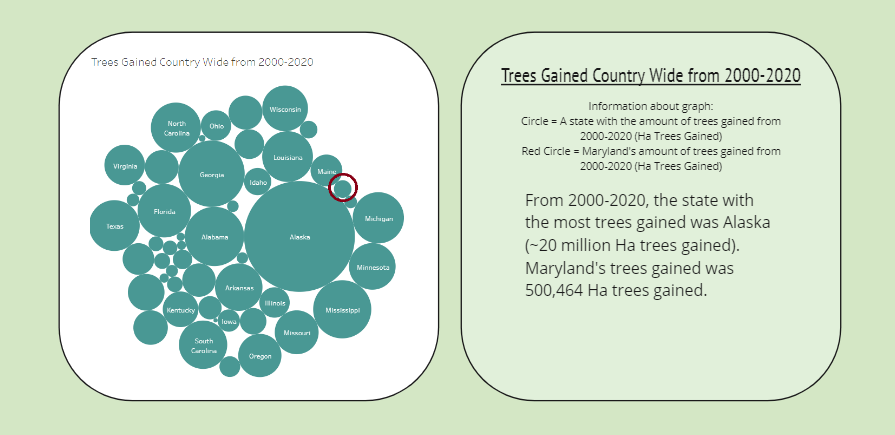 Trees Gained Country Wide from 2000-2020
Wisconsin
North
Carolina
Ohio
Louisiana
Virginia
Georgia
Maine
Idaho
Florida
Michigan
Texas
Alabama
Alaska
Minnesota
Arkansas
Illinois
Kentucky
Mississippi
Iowa
Missouri
South
Carolina
Oregon
Trees Gained Country Wide from 2000-2020
Information about graph:
Circle = A state with the amount of trees gained from
2000-2020 (Ha Trees Gained)
Red Circle = Maryland's amount of trees gained from
2000-2020 (Ha Trees Gained)
From 2000-2020, the state with
the most trees gained was Alaska
(~20 million Ha trees gained).
Maryland's trees gained was
500,464 Ha trees gained.